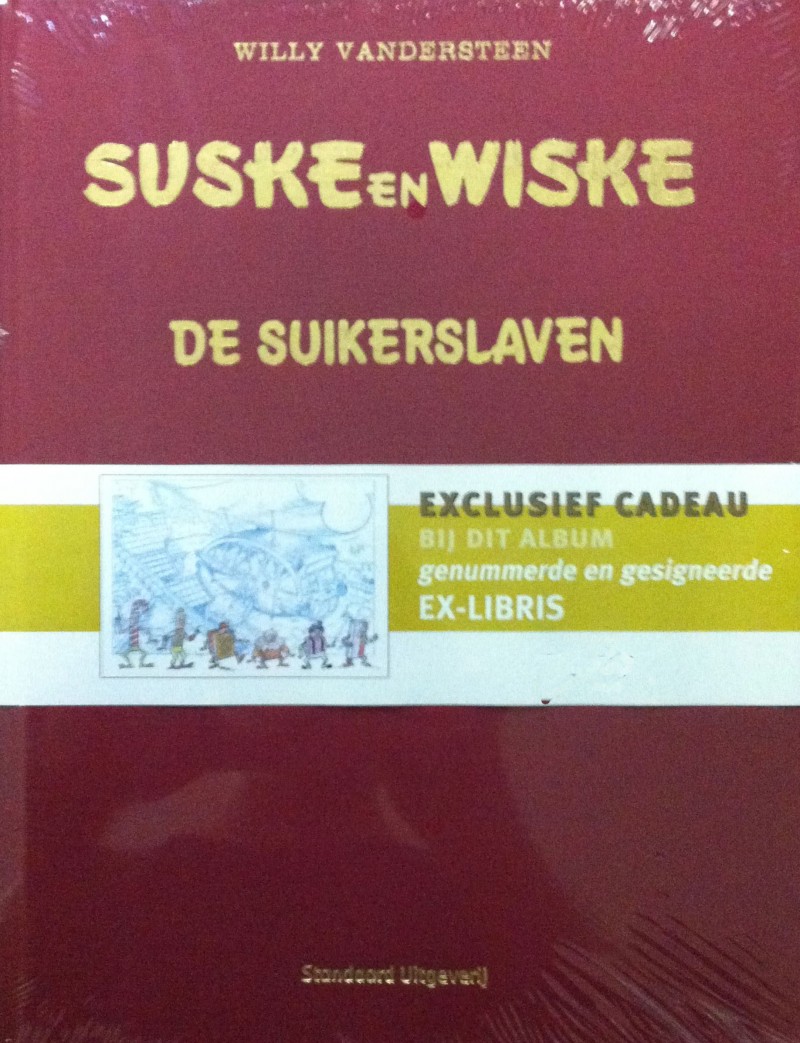 WILLY VANDERSTEEN
SUSKE EN WISKE
DE SUIKERSLAVEN
EXCLUSIEF CADEAU
BIJ DIT ALBUM
genummerde en gesigneerde
EX-LIBRIS
Standaard Uitgeverij